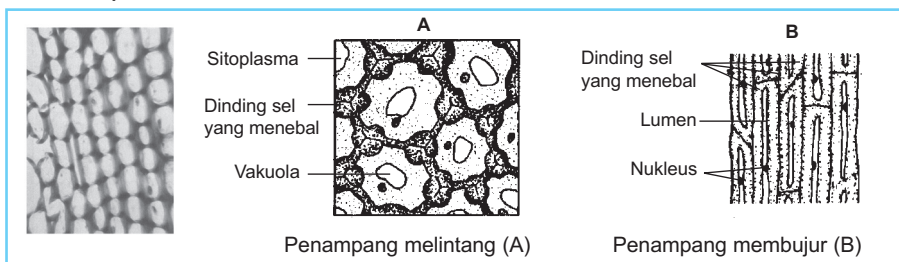 A
Sitoplasma
Dinding sel
yang menebal
Vakuola
Penampang melintang (A)
B
Dinding sel
yang menebal
Lumen
Nukleus
Penampang membujur (B)